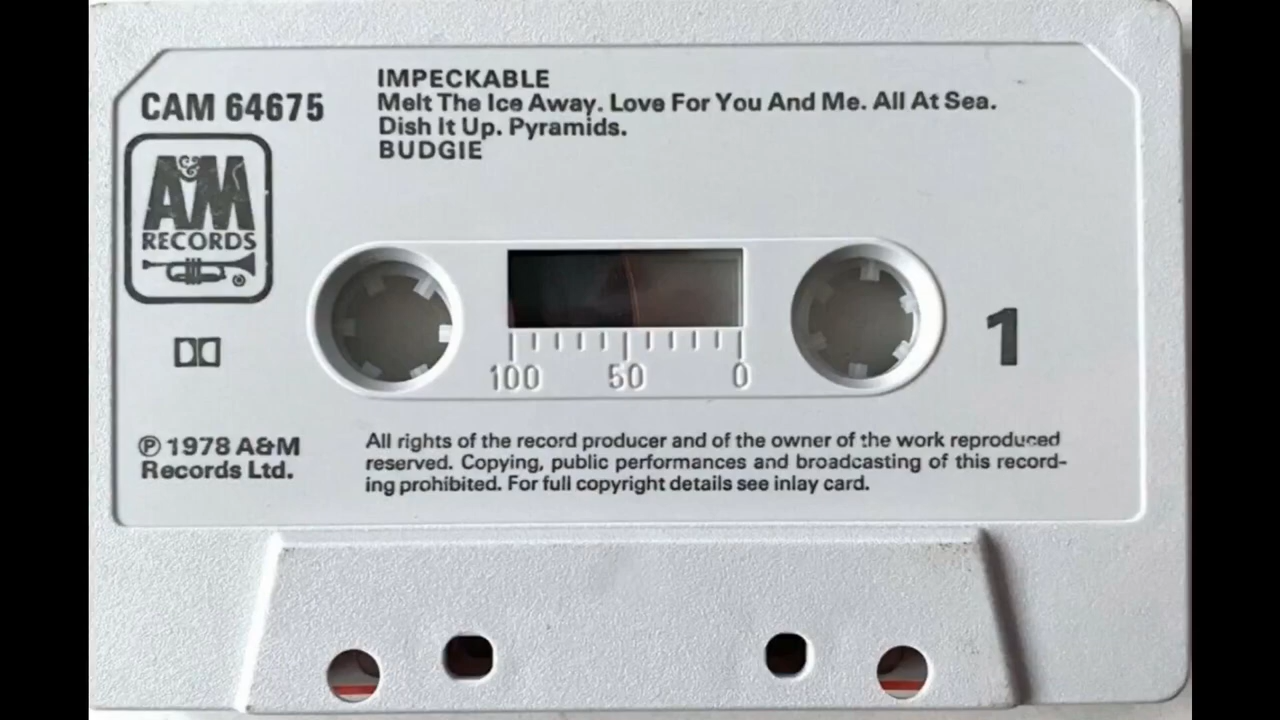 IMPECKABLE
CAM 64675
Melt The Ice Away. Love For You And Me. All At Sea.
Dish It Up. Pyramids.
BUDGIE
A&M
RECORDS
®
1
100 50 0
℗ 1978 A&M
Records Ltd.
All rights of the record producer and of the owner of the work reproduced
reserved. Copying, public performances and broadcasting of this record-
ing prohibited. For full copyright details see inlay card.